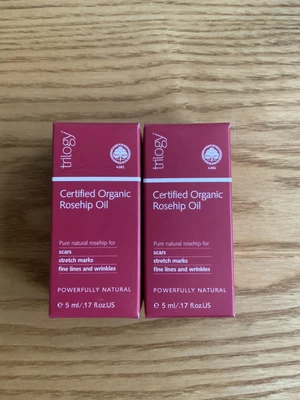 trilogy
Certified Organic
Rosehip Oil
Pure natural rosehip for
scars
stretch marks
fine lines and wrinkles
POWERFULLY NATURAL
℮ 5 ml/.17 fl.oz.US
trilogy
Certified Organic
Rosehip Oil
Pure natural rosehip for
scars
stretch marks
fine lines and wrinkles
POWERFULLY NATURAL
℮ 5 ml/.17 fl.oz.US